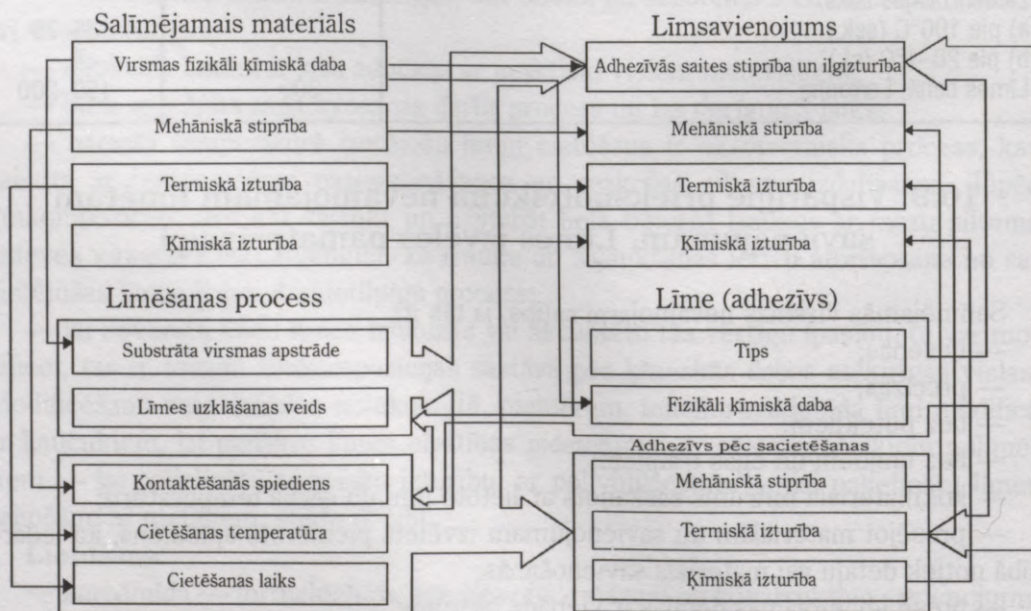 Salīmējamais materiāls
Virsmas fizikāli ķīmiskā daba
Mehāniskā stiprība
Termiskā izturība
Ķīmiskā izturība
Līmsavienojums
Adhezīvās saites stiprība un ilgizturība
Mehāniskā stiprība
Termiskā izturība
Ķīmiskā izturība
Līmēšanas process
Substrāta virsmas apstrāde
Līmes uzklāšanas veids
Kontaktēšanas spiediens
Cietēšanas temperatūra
Cietēšanas laiks
Līme (adhezīvs)
Tips
Fizikāli ķīmiskā daba
Adhezīvs pēc sacietēšanas
Mehāniskā stiprība
Termiskā izturība
Ķīmiskā izturība